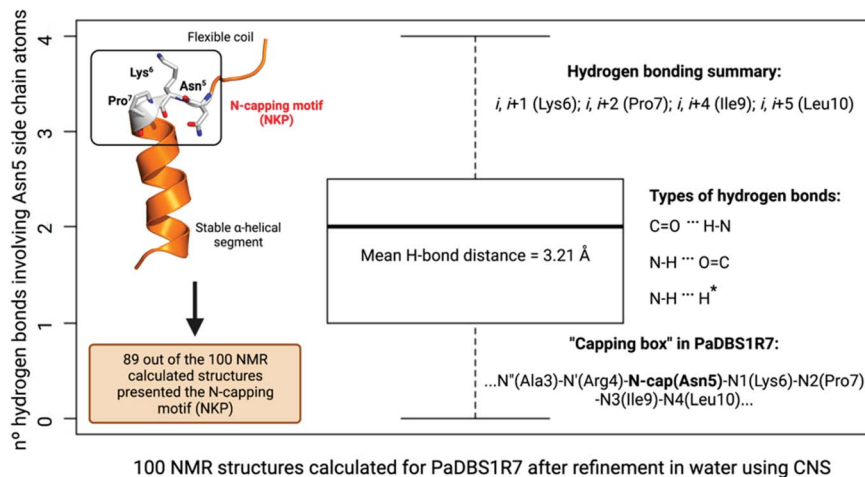 nº hydrogen bonds involving Asn5 side chain atoms
4
3
2
1
0
Flexible coil
Lys⁶
Asn⁵
Pro⁷
N-capping motif
(NKP)
Stable α-helical
segment
89 out of the 100 NMR
calculated structures
presented the N-capping
motif (NKP)
Mean H-bond distance = 3.21 Å
Hydrogen bonding summary:
i, i+1 (Lys6); i, i+2 (Pro7); i, i+4 (Ile9); i, i+5 (Leu10)
Types of hydrogen bonds:
C=O ┄ H-N
N-H ┄ O=C
N-H ┄ H*
"Capping box" in PaDBS1R7:
...N"(Ala3)-N'(Arg4)-N-cap(Asn5)-N1(Lys6)-N2(Pro7)
-N3(Ile9)-N4(Leu10)...
100 NMR structures calculated for PaDBS1R7 after refinement in water using CNS